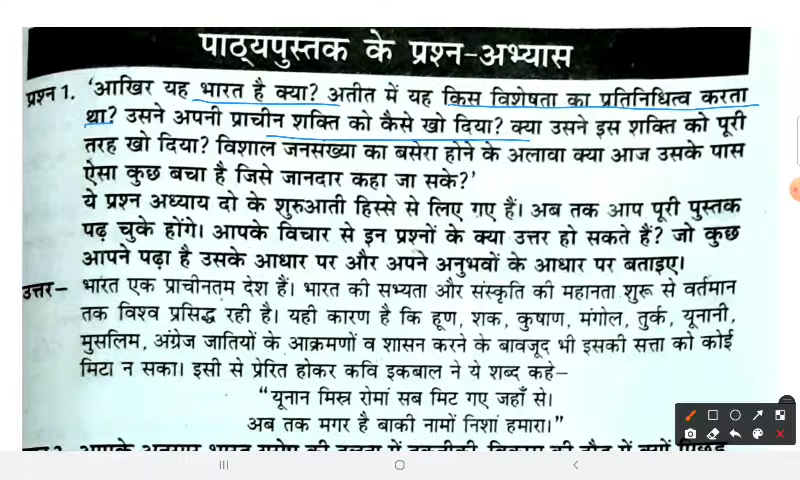 पाठ्यपुस्तक के प्रश्न-अभ्यास
प्रश्न 1. 'आखिर यह भारत है क्या? अतीत में यह किस विशेषता का प्रतिनिधित्व करता
था? उसने अपनी प्राचीन शक्ति को कैसे खो दिया? क्या उसने इस शक्ति को पूरी
तरह खो दिया? विशाल जनसंख्या का बसेरा होने के अलावा क्या आज उसके पास
ऐसा कुछ बचा है जिसे जानदार कहा जा सके?'
ये प्रश्न अध्याय दो के शुरुआती हिस्से से लिए गए हैं। अब तक आप पूरी पुस्तक
पढ़ चुके होंगे। आपके विचार से इन प्रश्नों के क्या उत्तर हो सकते हैं? जो कुछ
आपने पढ़ा है उसके आधार पर और अपने अनुभवों के आधार पर बताइए।
उत्तर– भारत एक प्राचीनतम देश हैं। भारत की सभ्यता और संस्कृति की महानता शुरू से वर्तमान
तक विश्व प्रसिद्ध रही है। यही कारण है कि हूण, शक, कुषाण, मंगोल, तुर्क, यूनानी,
मुसलिम, अंग्रेज जातियों के आक्रमणों व शासन करने के बावजूद भी इसकी सत्ता को कोई
मिटा न सका। इसी से प्रेरित होकर कवि इकबाल ने ये शब्द कहे–
"यूनान मिस्र रोमां सब मिट गए जहाँ से।
अब तक मगर है बाकी नामों निशां हमारा।"